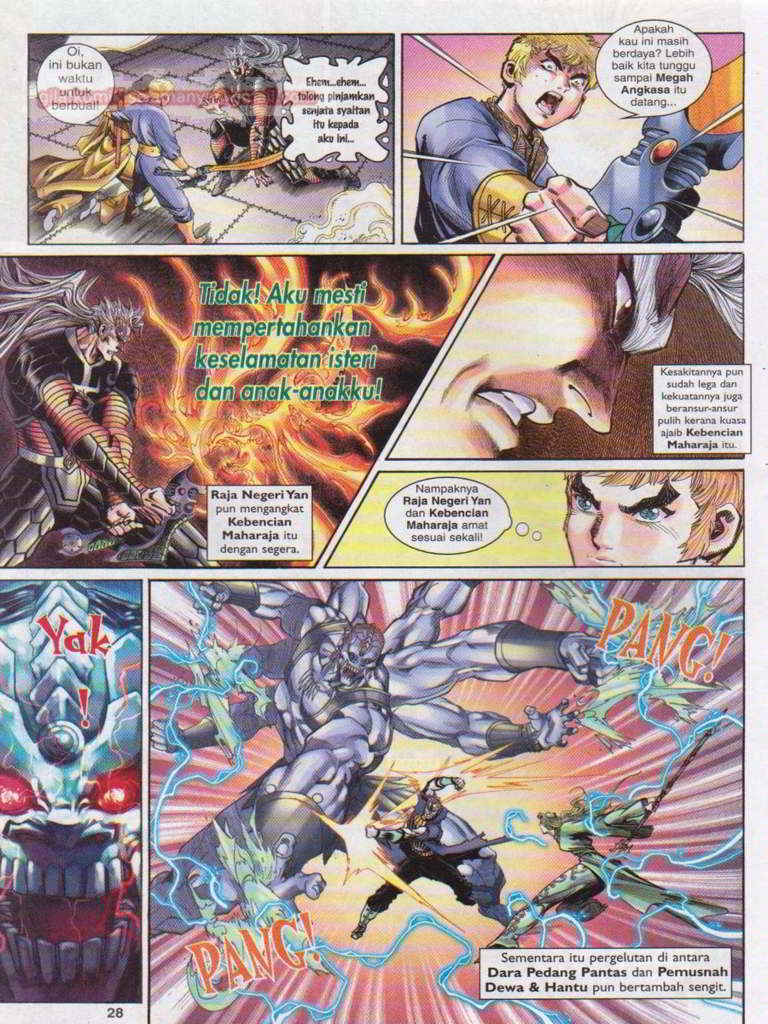 Oi,
ini bukan
waktu
untuk
berbual!
Ehem...ehem...
tolong pinjamkan
senjata syaitan
itu kepada
aku ini...
Apakah
kau ini masih
berdaya? Lebih
baik kita tunggu
sampai Megah
Angkasa itu
datang...
Tidak! Aku mesti
mempertahankan
keselamatan isteri
dan anak-anakku!
Raja Negeri Yan
pun mengangkat
Kebencian
Maharaja itu
dengan segera.
Kesakitannya pun
sudah lega dan
kekuatannya juga
beransur-ansur
pulih kerana kuasa
ajaib Kebencian
Maharaja itu.
Nampaknya
Raja Negeri Yan
dan Kebencian
Maharaja amat
sesuai sekali!
Yak
!
PANG!
PANG!
Sementara itu pergelutan di antara
Dara Pedang Pantas dan Pemusnah
Dewa & Hantu pun bertambah sengit.
28